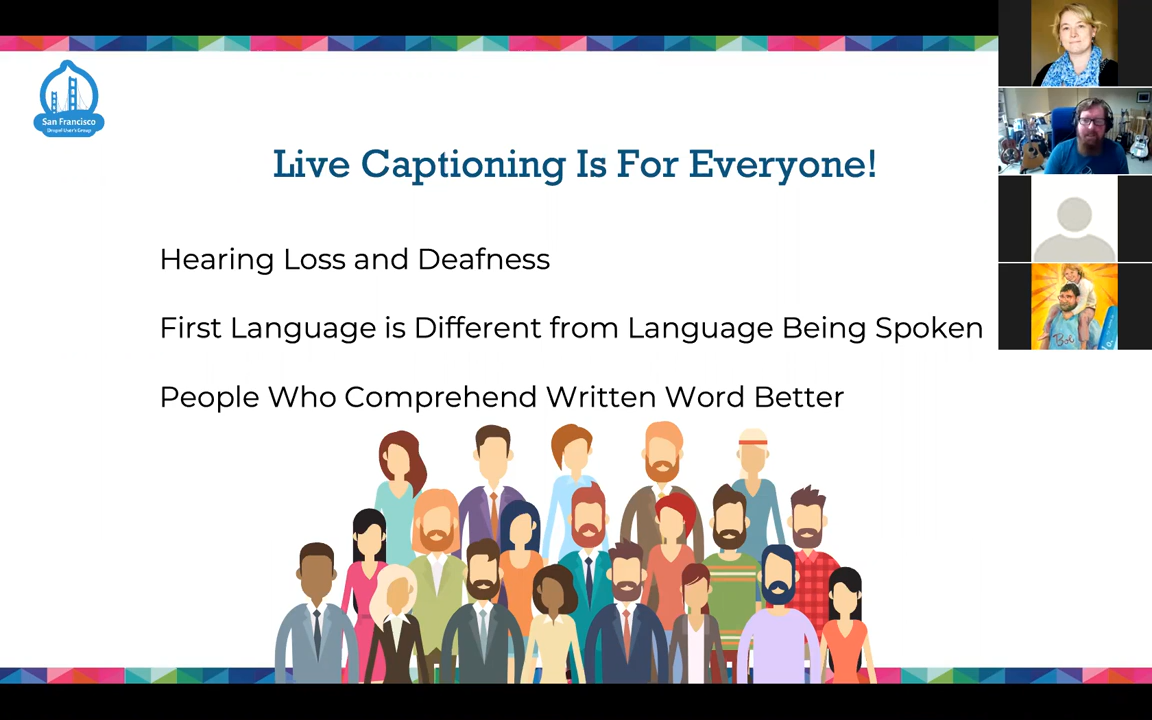 San Francisco
Drupal User's Group
Live Captioning Is For Everyone!
Hearing Loss and Deafness
First Language is Different from Language Being Spoken
People Who Comprehend Written Word Better